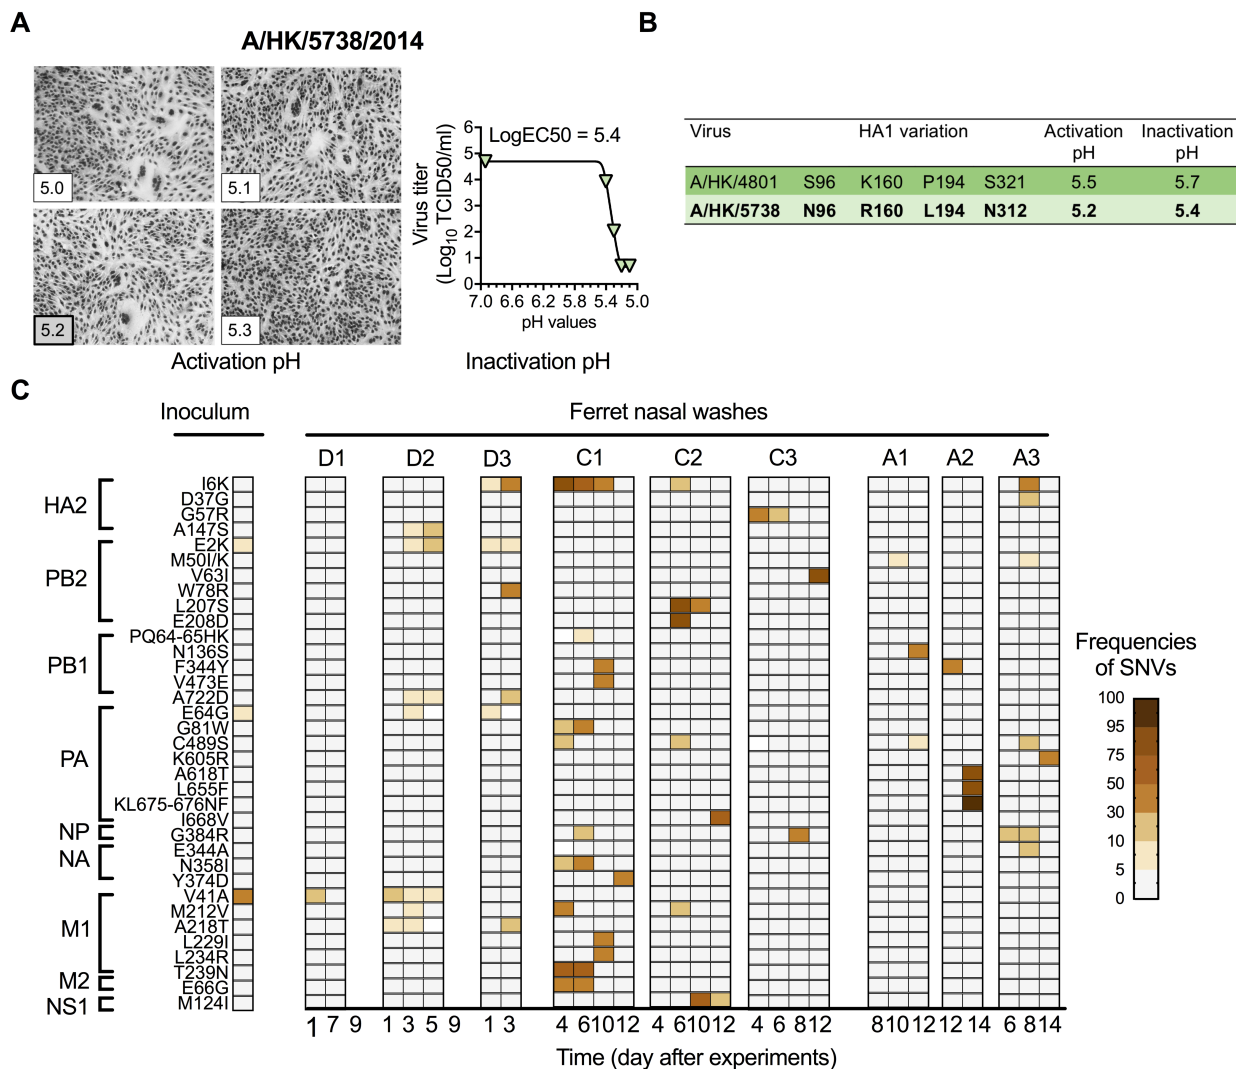 A
A/HK/5738/2014
5.0
5.1
5.2
5.3
Activation pH
LogEC50 = 5.4
Virus titer
(Log10 TCID50/ml)
6
5
4
3
2
1
0
7.0 6.6 6.2 5.8 5.4 5.0
pH values
Inactivation pH
B
Virus HA1 variation Activation pH Inactivation pH
A/HK/4801 S96 K160 P194 S321 5.5 5.7
A/HK/5738 N96 R160 L194 N312 5.2 5.4
C
Inoculum
Ferret nasal washes
D1 D2 D3 C1 C2 C3 A1 A2 A3
HA2
I6K
D37G
G57R
A147S
PB2
E2K
M50I/K
V63I
W78R
L207S
E208D
PB1
PQ64-65HK
N136S
F344Y
V473E
A722D
PA
E64G
G81W
C489S
K605R
A618T
L655F
KL675-676NF
I668V
NP
G384R
NA
E344A
N358I
Y374D
M1
V41A
M212V
A218T
L229I
L234R
T239N
M2
E66G
NS1
M124I
1 7 9 1 3 5 9 1 3 4 6 10 12 4 6 10 12 4 6 8 12 8 10 12 12 14 6 8 14
Time (day after experiments)
Frequencies
of SNVs
100
95
75
50
30
10
5
0